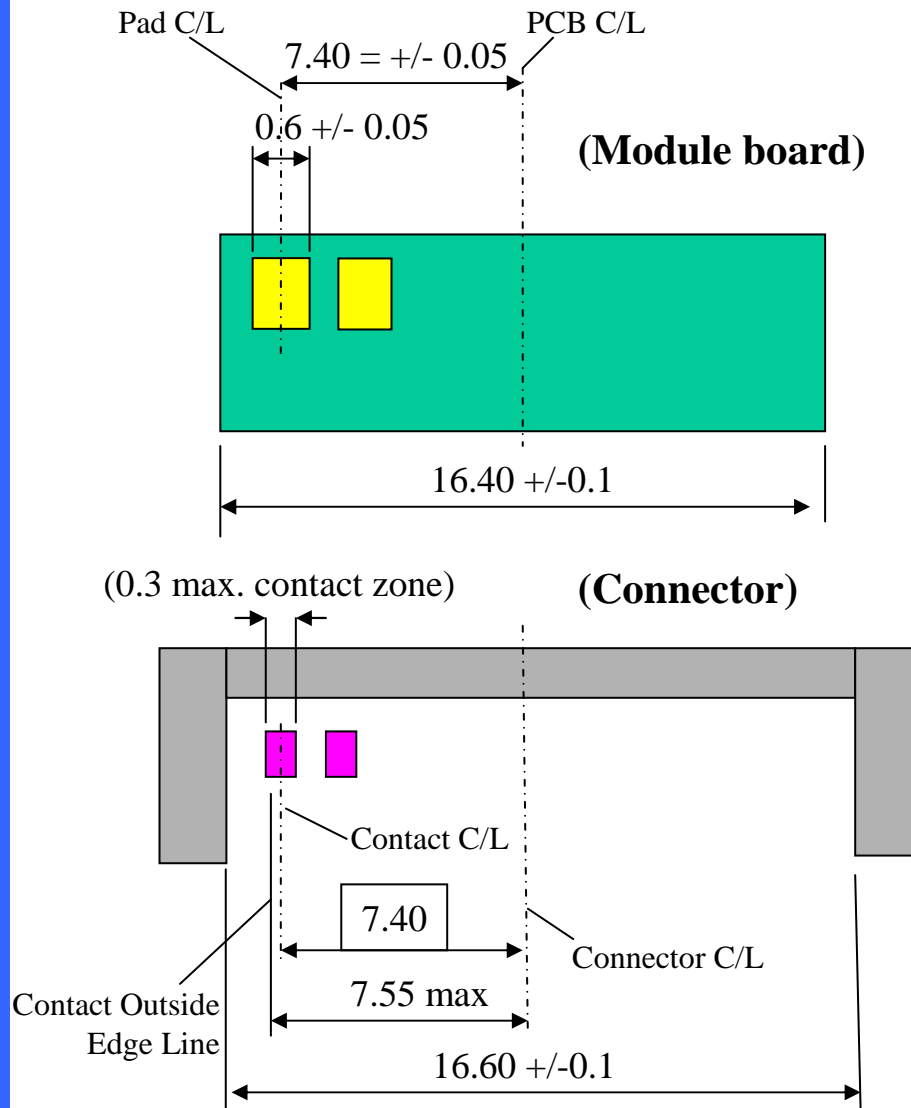 Pad C/L
PCB C/L
7.40 = +/- 0.05
0.6 +/- 0.05
(Module board)
16.40 +/-0.1
(0.3 max. contact zone)
(Connector)
Contact C/L
7.40
Connector C/L
7.55 max
Contact Outside
Edge Line
16.60 +/-0.1